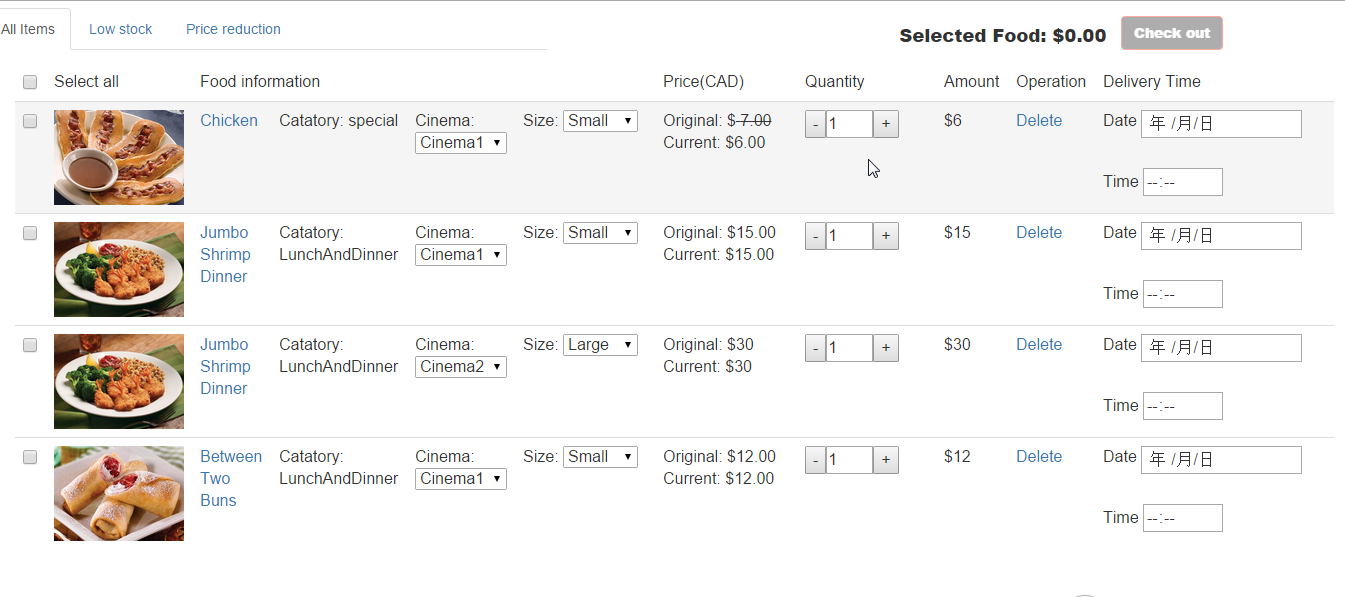 All Items Low stock Price reduction Selected Food: $0.00 Check out
Select all Food information Price(CAD) Quantity Amount Operation Delivery Time
Chicken Catatory: special Cinema: Size: Small Original: $ 7.00 - 1 + $6 Delete Date 年 /月/日
Cinema1 Current: $6.00
Time --:--
Jumbo Catatory: Cinema: Size: Small Original: $15.00 - 1 + $15 Delete Date 年 /月/日
Shrimp LunchAndDinner Cinema1 Current: $15.00
Dinner
Time --:--
Jumbo Catatory: Cinema: Size: Large Original: $30 - 1 + $30 Delete Date 年 /月/日
Shrimp LunchAndDinner Cinema2 Current: $30
Dinner
Time --:--
Between Catatory: Cinema: Size: Small Original: $12.00 - 1 + $12 Delete Date 年 /月/日
Two LunchAndDinner Cinema1 Current: $12.00
Buns
Time --:--